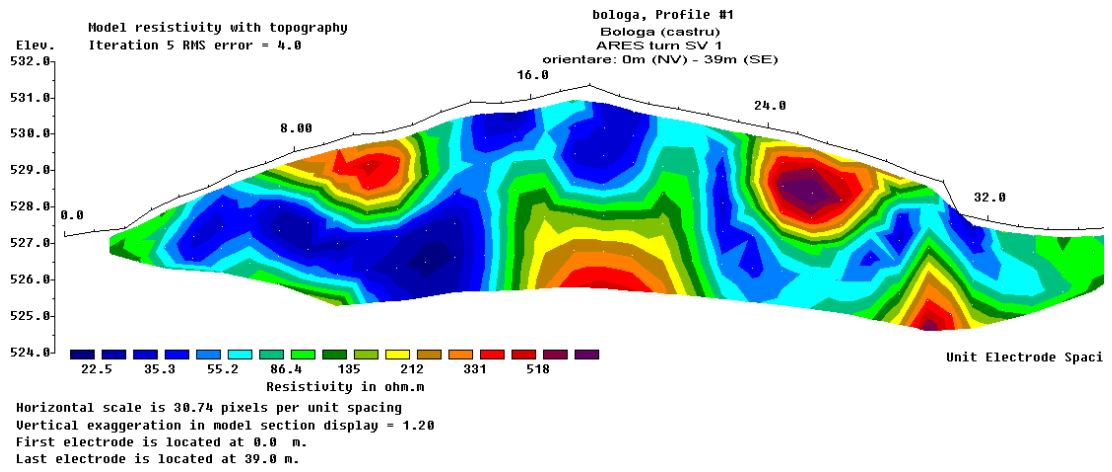 bologa, Profile #1
Model resistivity with topography
Bologa (castru)
Elev.
Iteration 5 RMS error = 4.0
ARES turn SV 1
orientare: 0m (NV) - 39m (SE)
532.0
16.0
531.0
24.0
530.0
8.00
529.0
528.0
0.0
32.0
527.0
526.0
525.0
524.0
Unit Electrode Spaci
22.5 35.3 55.2 86.4 135 212 331 518
Resistivity in ohm.m
Horizontal scale is 30.74 pixels per unit spacing
Vertical exaggeration in model section display = 1.20
First electrode is located at 0.0 m.
Last electrode is located at 39.0 m.